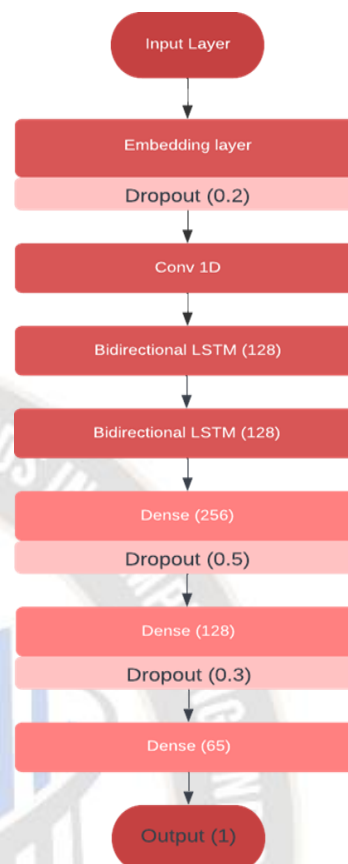 Input Layer
Embedding layer
Dropout (0.2)
Conv 1D
Bidirectional LSTM (128)
Bidirectional LSTM (128)
Dense (256)
Dropout (0.5)
Dense (128)
Dropout (0.3)
Dense (65)
Output (1)